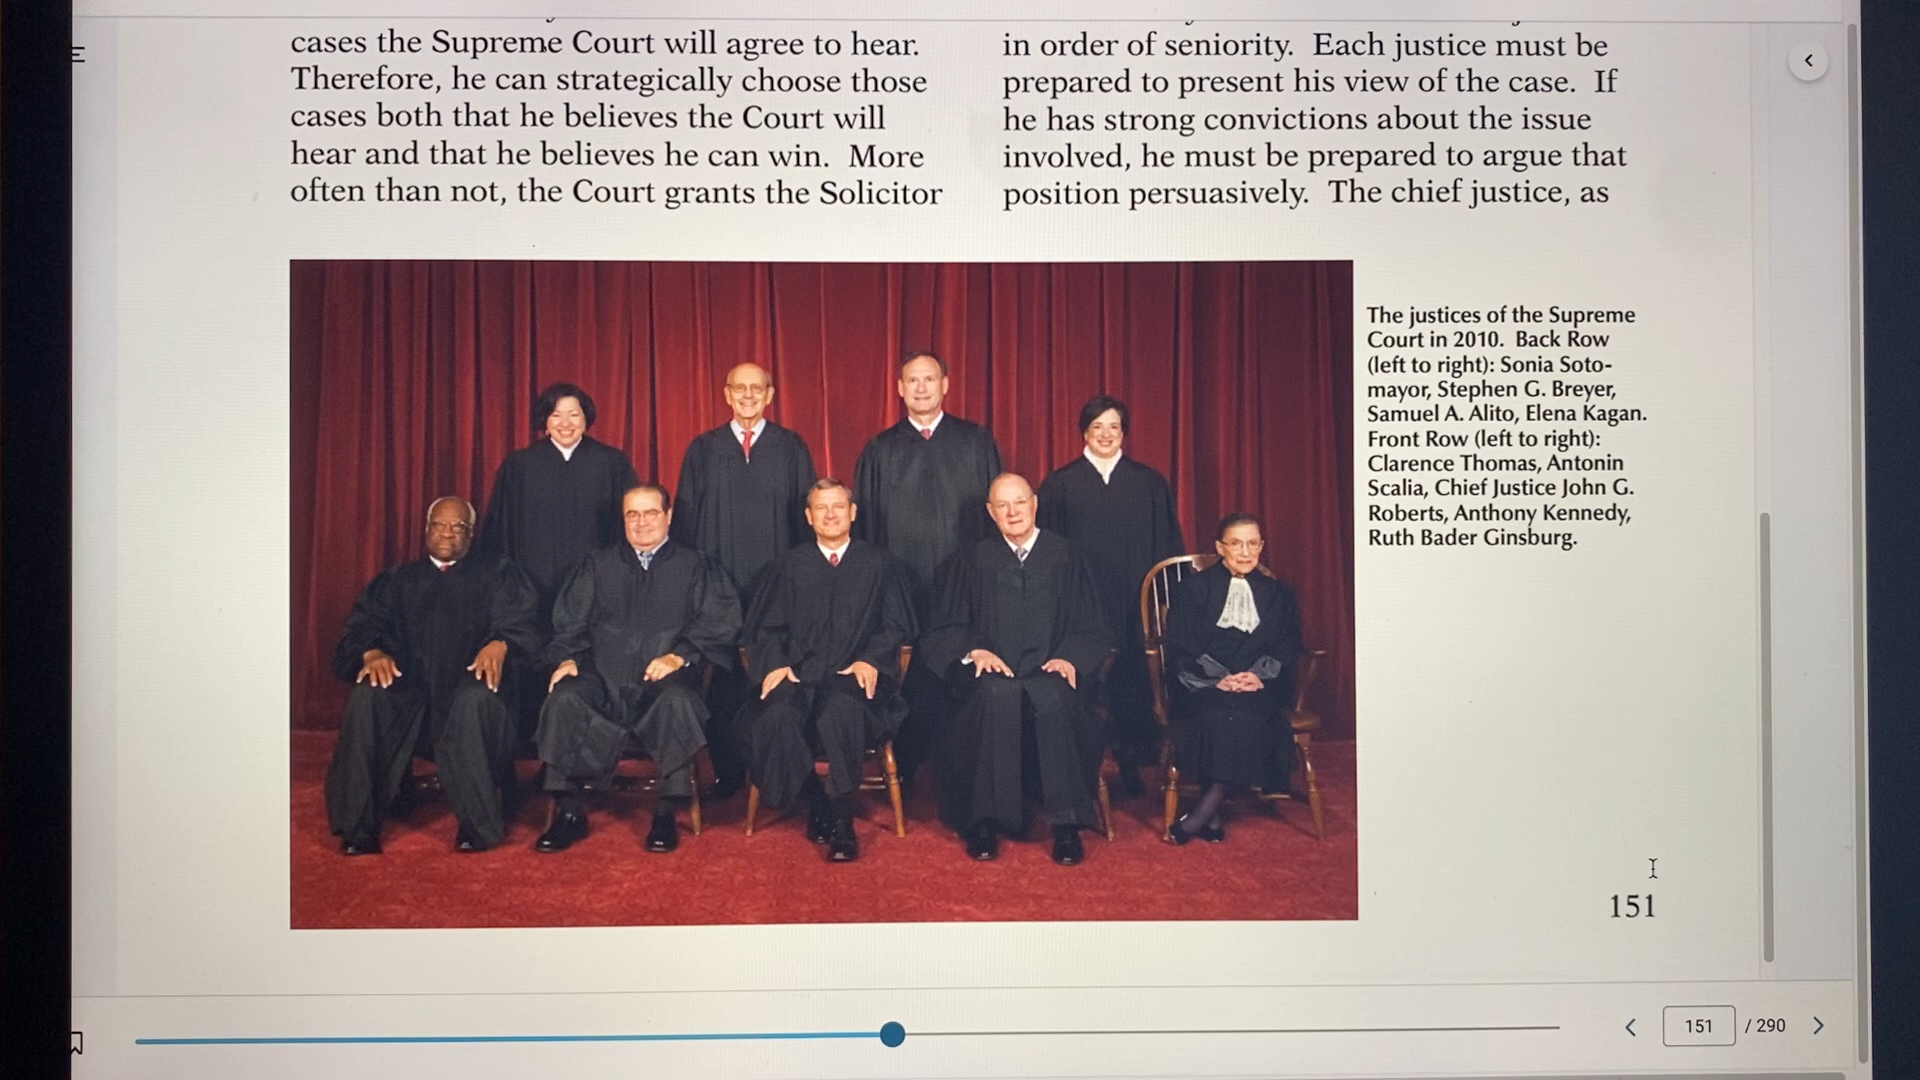 cases the Supreme Court will agree to hear.
Therefore, he can strategically choose those
cases both that he believes the Court will
hear and that he believes he can win.  More
often than not, the Court grants the Solicitor
in order of seniority.  Each justice must be
prepared to present his view of the case.  If
he has strong convictions about the issue
involved, he must be prepared to argue that
position persuasively.  The chief justice, as
The justices of the Supreme
Court in 2010.  Back Row
(left to right): Sonia Soto-
mayor, Stephen G. Breyer,
Samuel A. Alito, Elena Kagan.
Front Row (left to right):
Clarence Thomas, Antonin
Scalia, Chief Justice John G.
Roberts, Anthony Kennedy,
Ruth Bader Ginsburg.
151
151 / 290